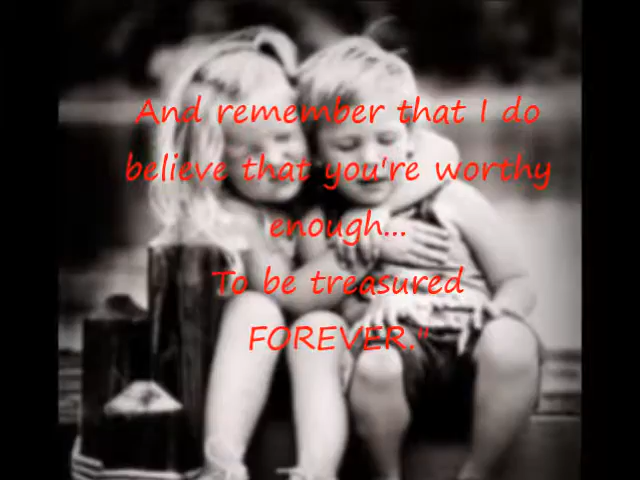 And remember that I do
believe that you're worthy
enough...
To be treasured
FOREVER."